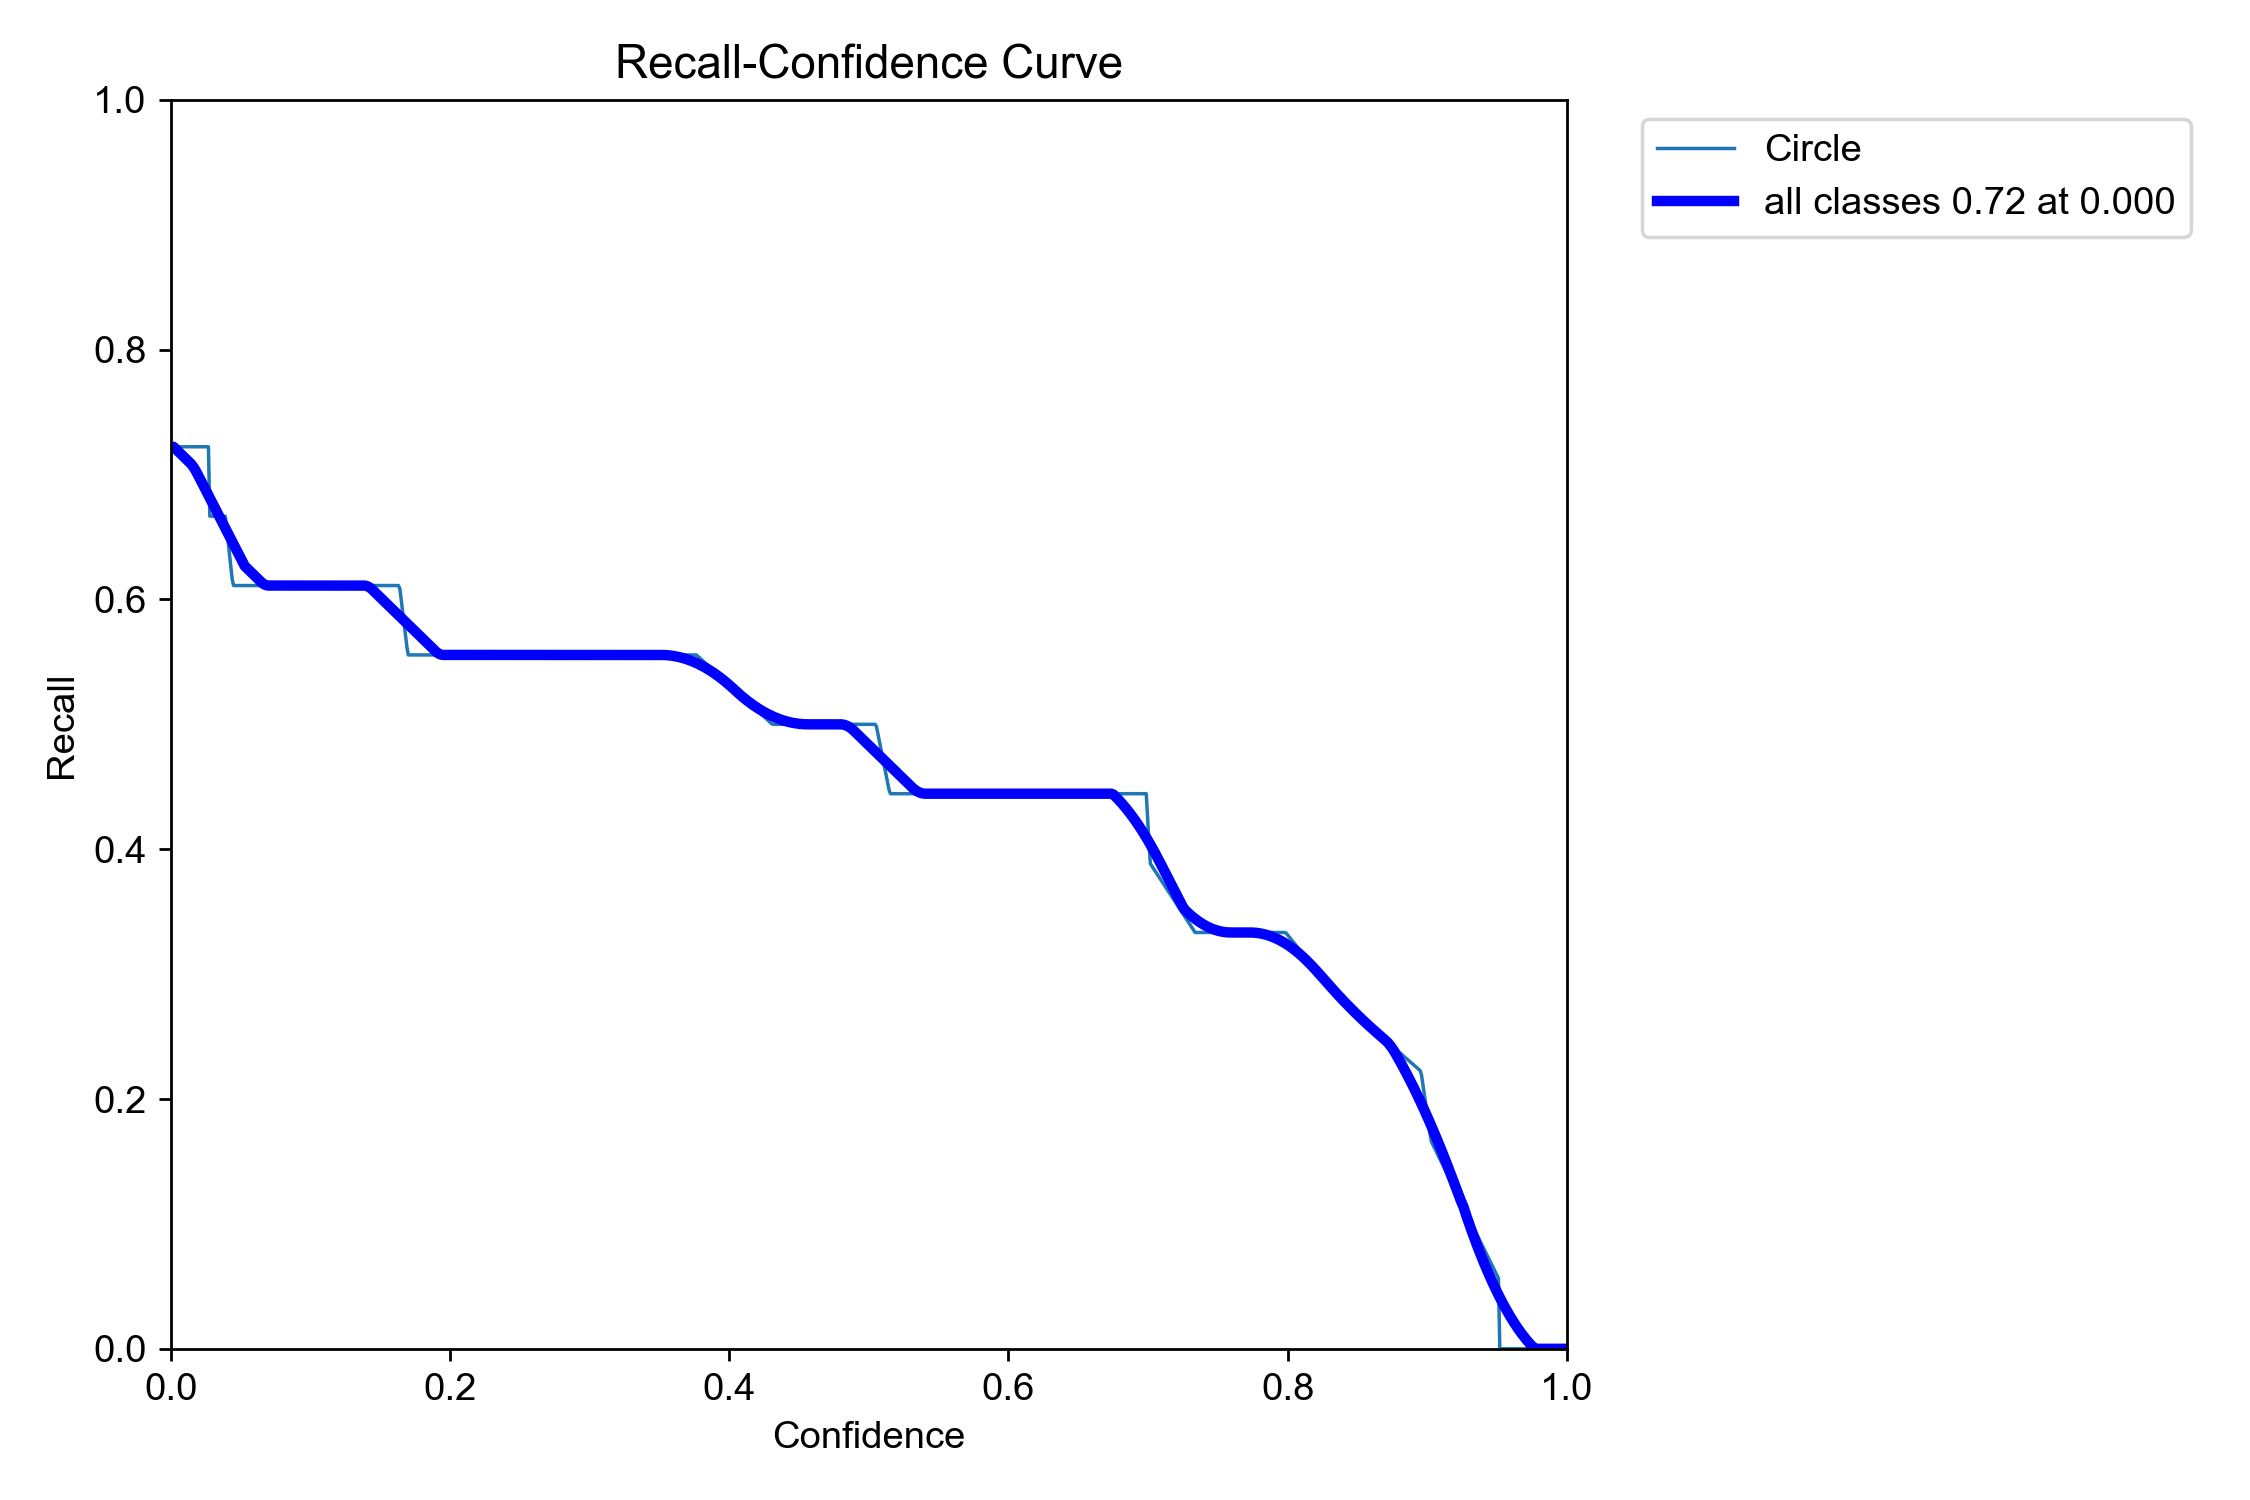 Recall-Confidence Curve
1.0
0.8
0.6
0.4
0.2
0.0
Recall
0.0 0.2 0.4 0.6 0.8 1.0
Confidence
Circle
all classes 0.72 at 0.000